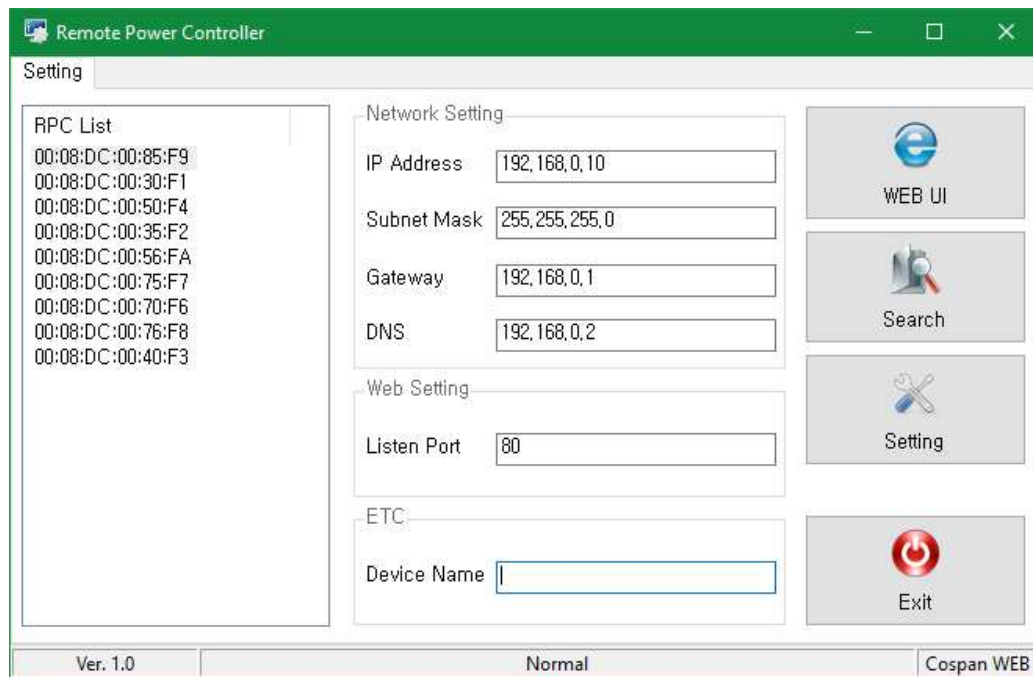 Remote Power Controller
Setting
RPC List
00:08:DC:00:85:F9
00:08:DC:00:30:F1
00:08:DC:00:50:F4
00:08:DC:00:35:F2
00:08:DC:00:56:FA
00:08:DC:00:75:F7
00:08:DC:00:70:F6
00:08:DC:00:76:F8
00:08:DC:00:40:F3
Network Setting
IP Address 192,168,0,10
Subnet Mask 255,255,255,0
Gateway 192,168,0,1
DNS 192,168,0,2
Web Setting
Listen Port 80
ETC
Device Name
WEB UI
Search
Setting
Exit
Ver. 1.0 Normal Cospan WEB